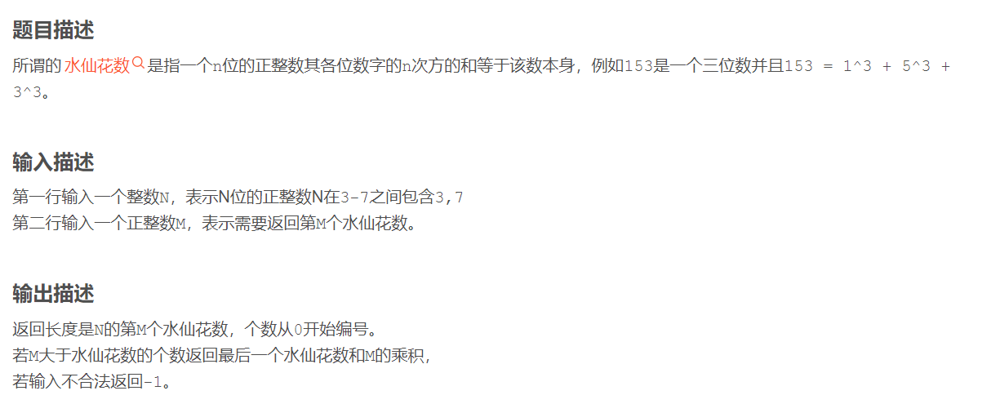 题目描述
所谓的 水仙花数 是指一个n位的正整数其各位数字的n次方的和等于该数本身，例如153是一个三位数并且153 = 1^3 + 5^3 +
3^3。
输入描述
第一行输入一个整数N，表示N位的正整数N在3-7之间包含3,7
第二行输入一个正整数M，表示需要返回第M个水仙花数。
输出描述
返回长度是N的第M个水仙花数，个数从0开始编号。
若M大于水仙花数的个数返回最后一个水仙花数和M的乘积，
若输入不合法返回-1。